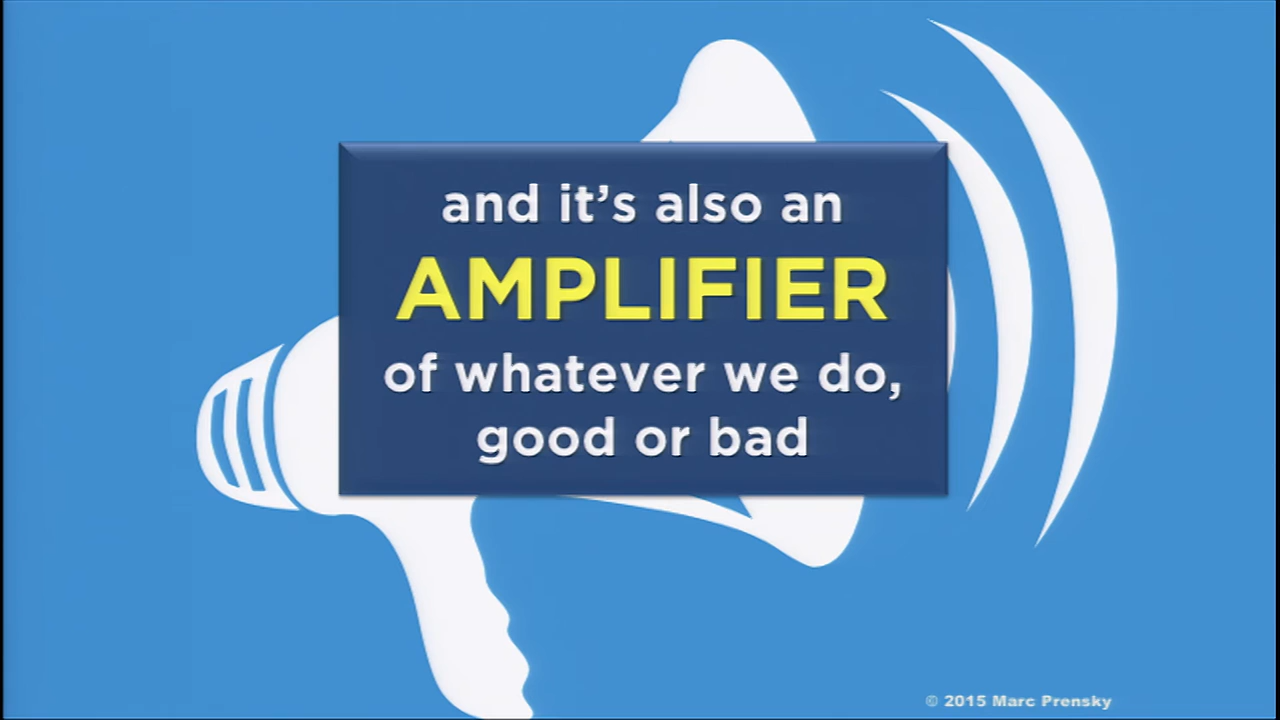 and it’s also an
AMPLIFIER
of whatever we do,
good or bad
© 2015 Marc Prensky